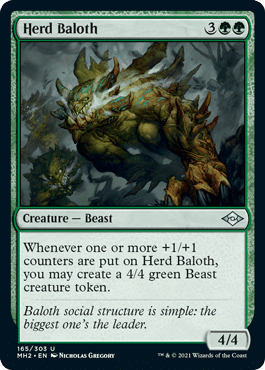 Herd Baloth 3
Creature — Beast
Whenever one or more +1/+1
counters are put on Herd Baloth,
you may create a 4/4 green Beast
creature token.
Baloth social structure is simple: the
biggest one's the leader.
4/4
165/303 U
MH2 • EN Nicholas Gregory ™ & © 2021 Wizards of the Coast